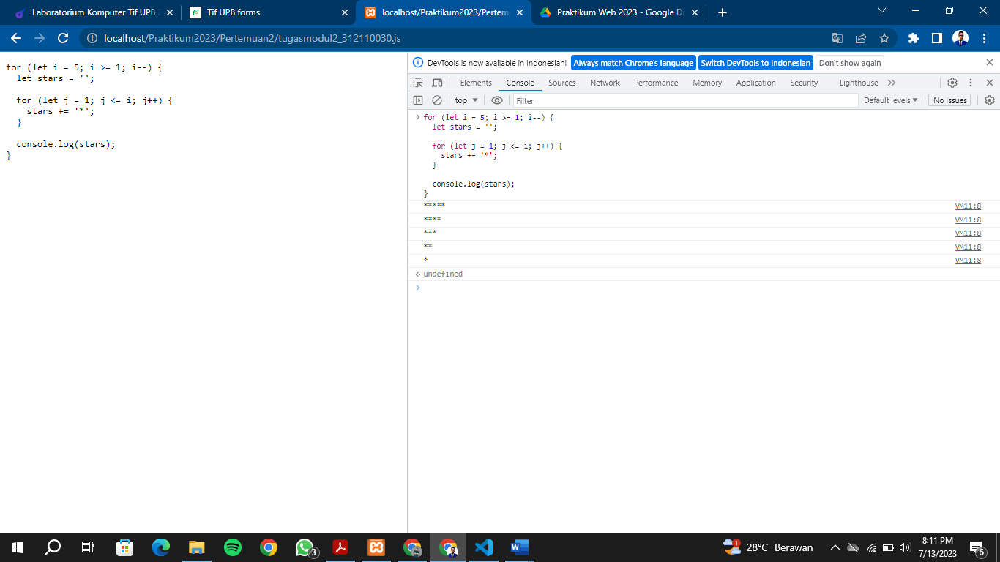 Laboratorium Komputer Tif UPB
Tif UPB forms
localhost/Praktikum2023/Pertem
Praktikum Web 2023 - Google Dr
localhost/Praktikum2023/Pertemuan2/tugasmodul2_312110030.js
for (let i = 5; i >= 1; i--) {
  let stars = '';

  for (let j = 1; j <= i; j++) {
    stars += '*';
  }

  console.log(stars);
}
DevTools is now available in Indonesian! Always match Chrome's language Switch DevTools to Indonesian Don't show again
Elements Console Sources Network Performance Memory Application Security Lighthouse
top Filter Default levels No Issues
for (let i = 5; i >= 1; i--) {
  let stars = '';

  for (let j = 1; j <= i; j++) {
    stars += '*';
  }

  console.log(stars);
}
***** VM11:8
**** VM11:8
*** VM11:8
** VM11:8
* VM11:8
undefined
3
1
28°C Berawan
8:11 PM
7/13/2023
6